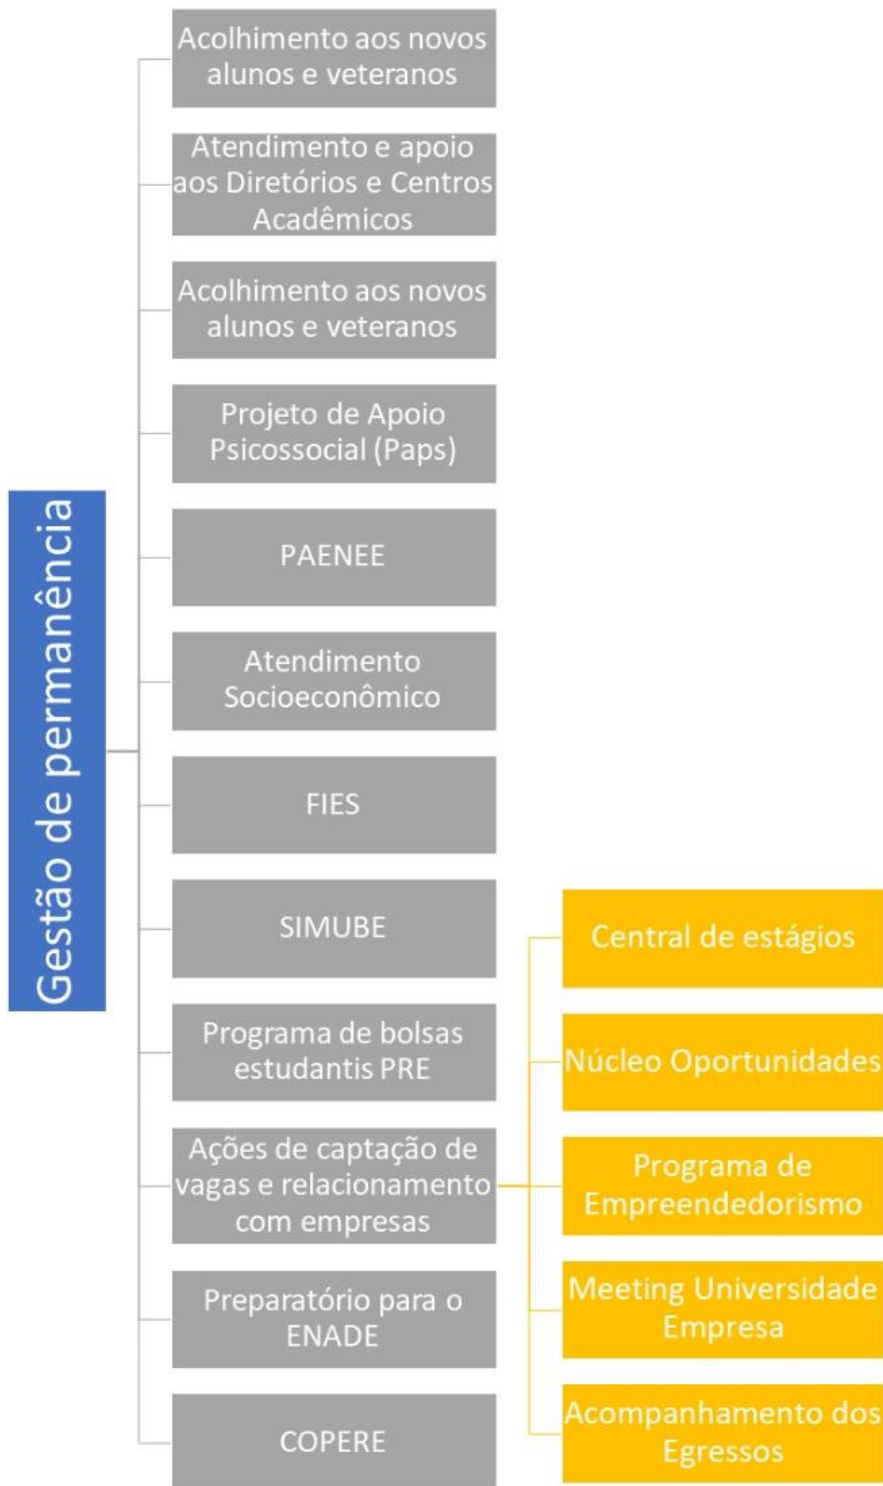 Gestão de permanência
Acolhimento aos novos
alunos e veteranos
Atendimento e apoio
aos Diretórios e Centros
Acadêmicos
Acolhimento aos novos
alunos e veteranos
Projeto de Apoio
Psicossocial (Paps)
PAENEE
Atendimento
Socioeconômico
FIES
SIMUBE
Programa de bolsas
estudantis PRE
Ações de captação de
vagas e relacionamento
com empresas
Central de estágios
Núcleo Oportunidades
Programa de
Empreendedorismo
Meeting Universidade
Empresa
Acompanhamento dos
Egressos
Preparatório para o
ENADE
COPERE